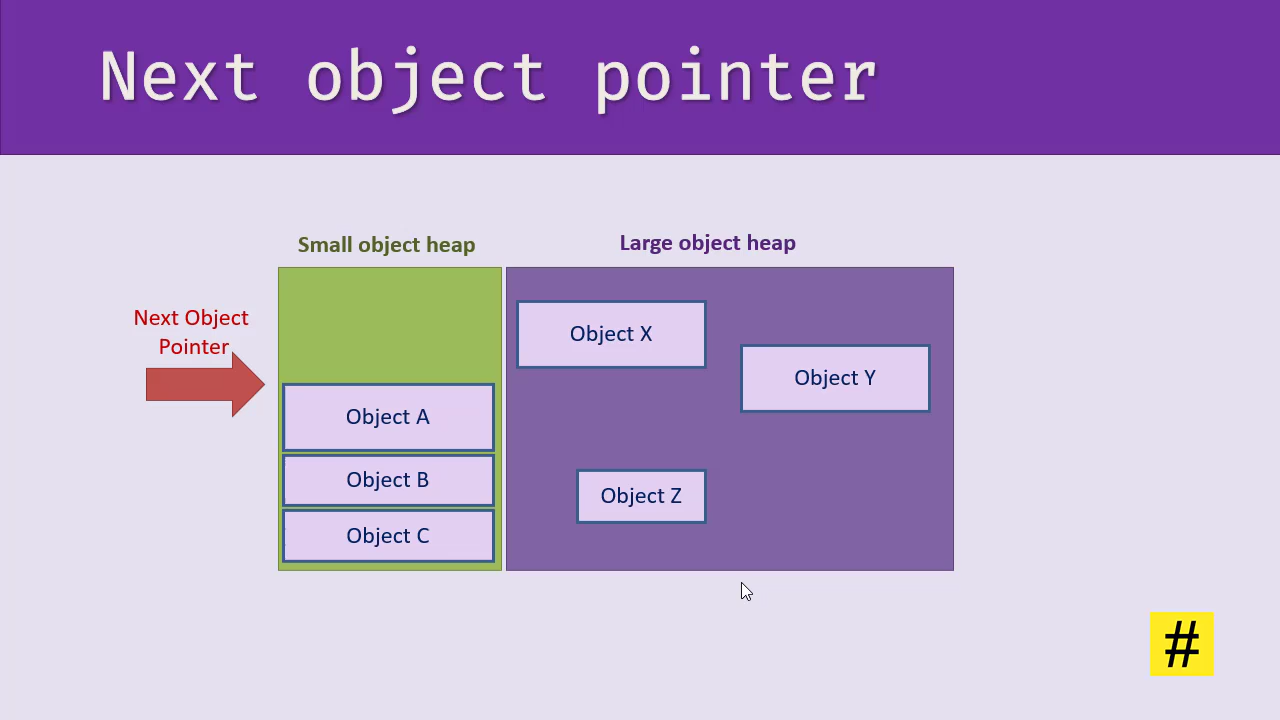 Next object pointer
Small object heap
Large object heap
Next Object
Pointer
Object X
Object Y
Object A
Object B
Object Z
Object C
#